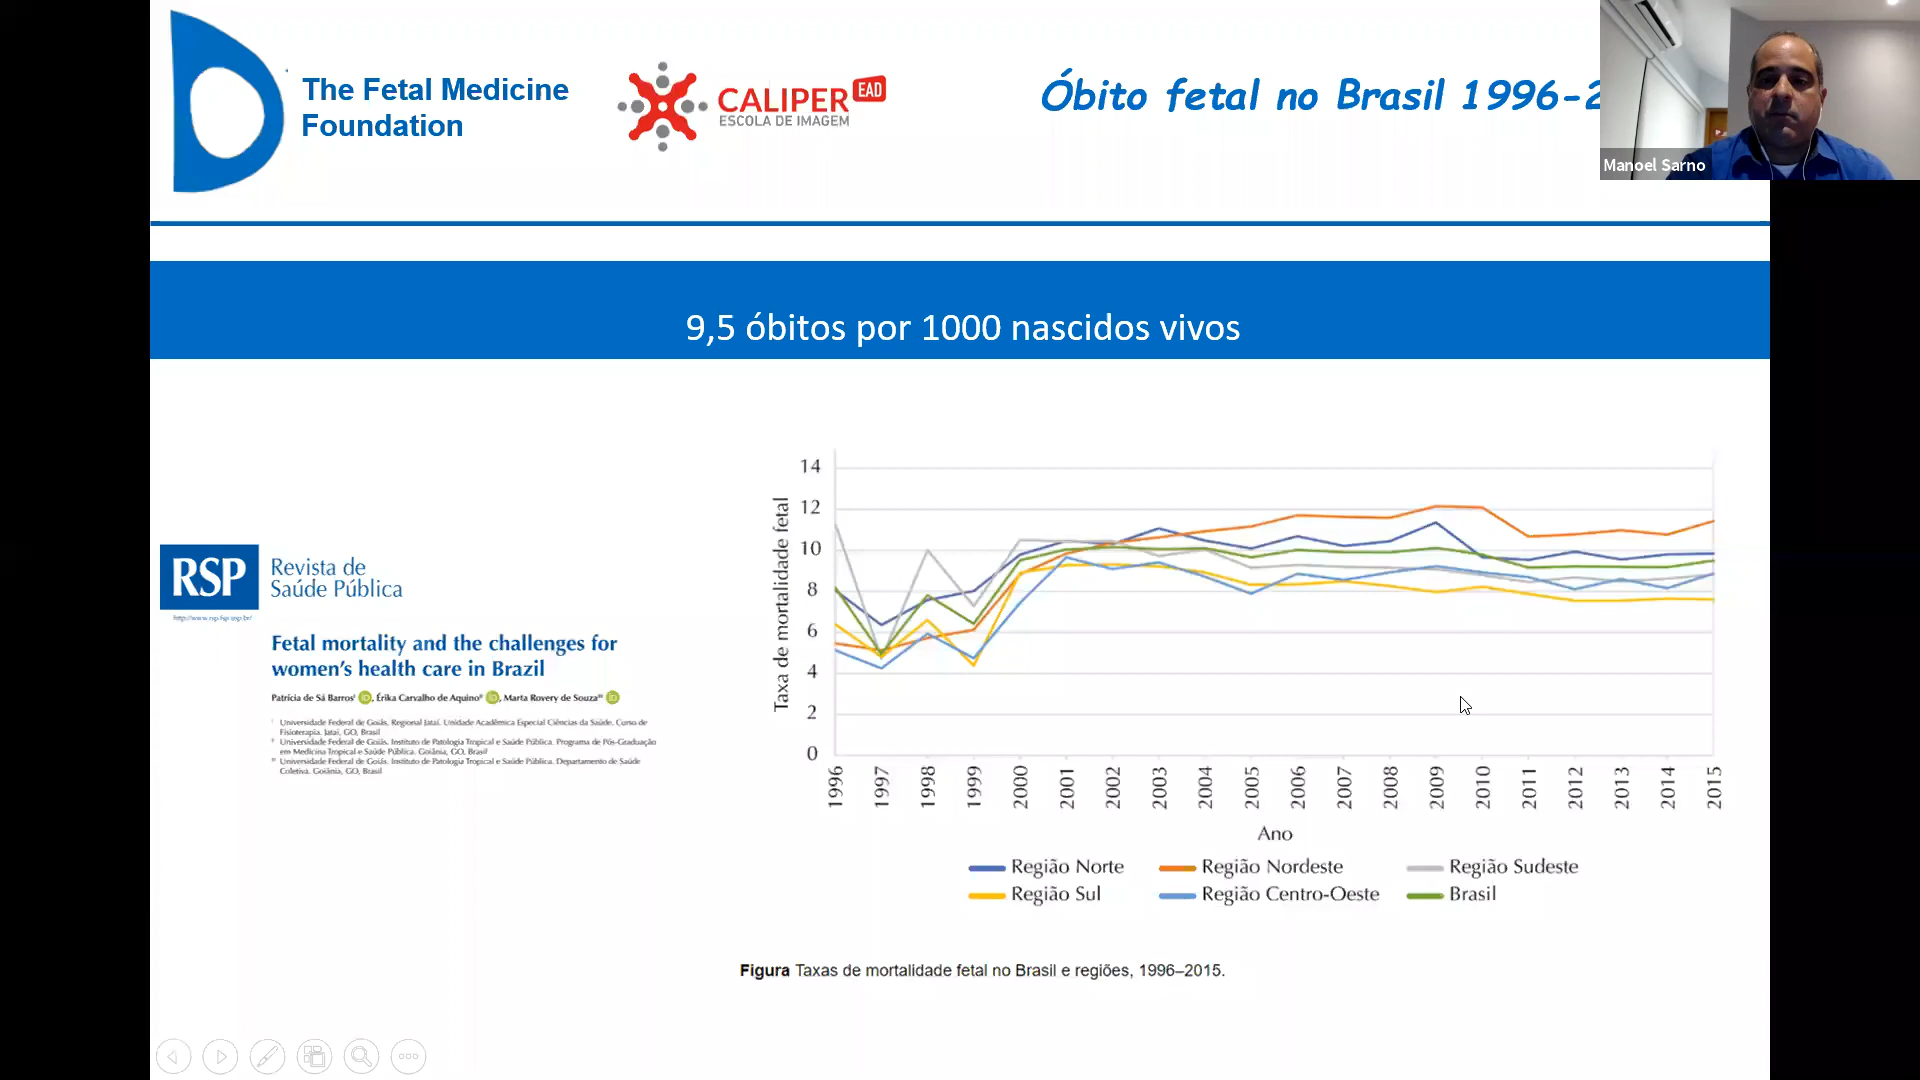 The Fetal Medicine
Foundation
CALIPER EAD
ESCOLA DE IMAGEM
Óbito fetal no Brasil 1996-2
Manoel Sarno
9,5 óbitos por 1000 nascidos vivos
RSP
Revista de
Saúde Pública
http://www.rsp.fsp.usp.br/
Fetal mortality and the challenges for
women's health care in Brazil
Patrícia de Sá Barros I iD, Érika Carvalho de Aquino II iD, Marta Rovery de Souza III iD
I Universidade Federal de Goiás. Regional Jataí. Unidade Acadêmica Especial Ciências da Saúde. Curso de
Fisioterapia. Jataí, GO, Brasil
II Universidade Federal de Goiás. Instituto de Patologia Tropical e Saúde Pública. Programa de Pós-Graduação
em Medicina Tropical e Saúde Pública. Goiânia, GO, Brasil
III Universidade Federal de Goiás. Instituto de Patologia Tropical e Saúde Pública. Departamento de Saúde
Coletiva. Goiânia, GO, Brasil
Taxa de mortalidade fetal
14
12
10
8
6
4
2
0
1996 1997 1998 1999 2000 2001 2002 2003 2004 2005 2006 2007 2008 2009 2010 2011 2012 2013 2014 2015
Ano
Região Norte Região Nordeste Região Sudeste
Região Sul Região Centro-Oeste Brasil
Figura Taxas de mortalidade fetal no Brasil e regiões, 1996–2015.